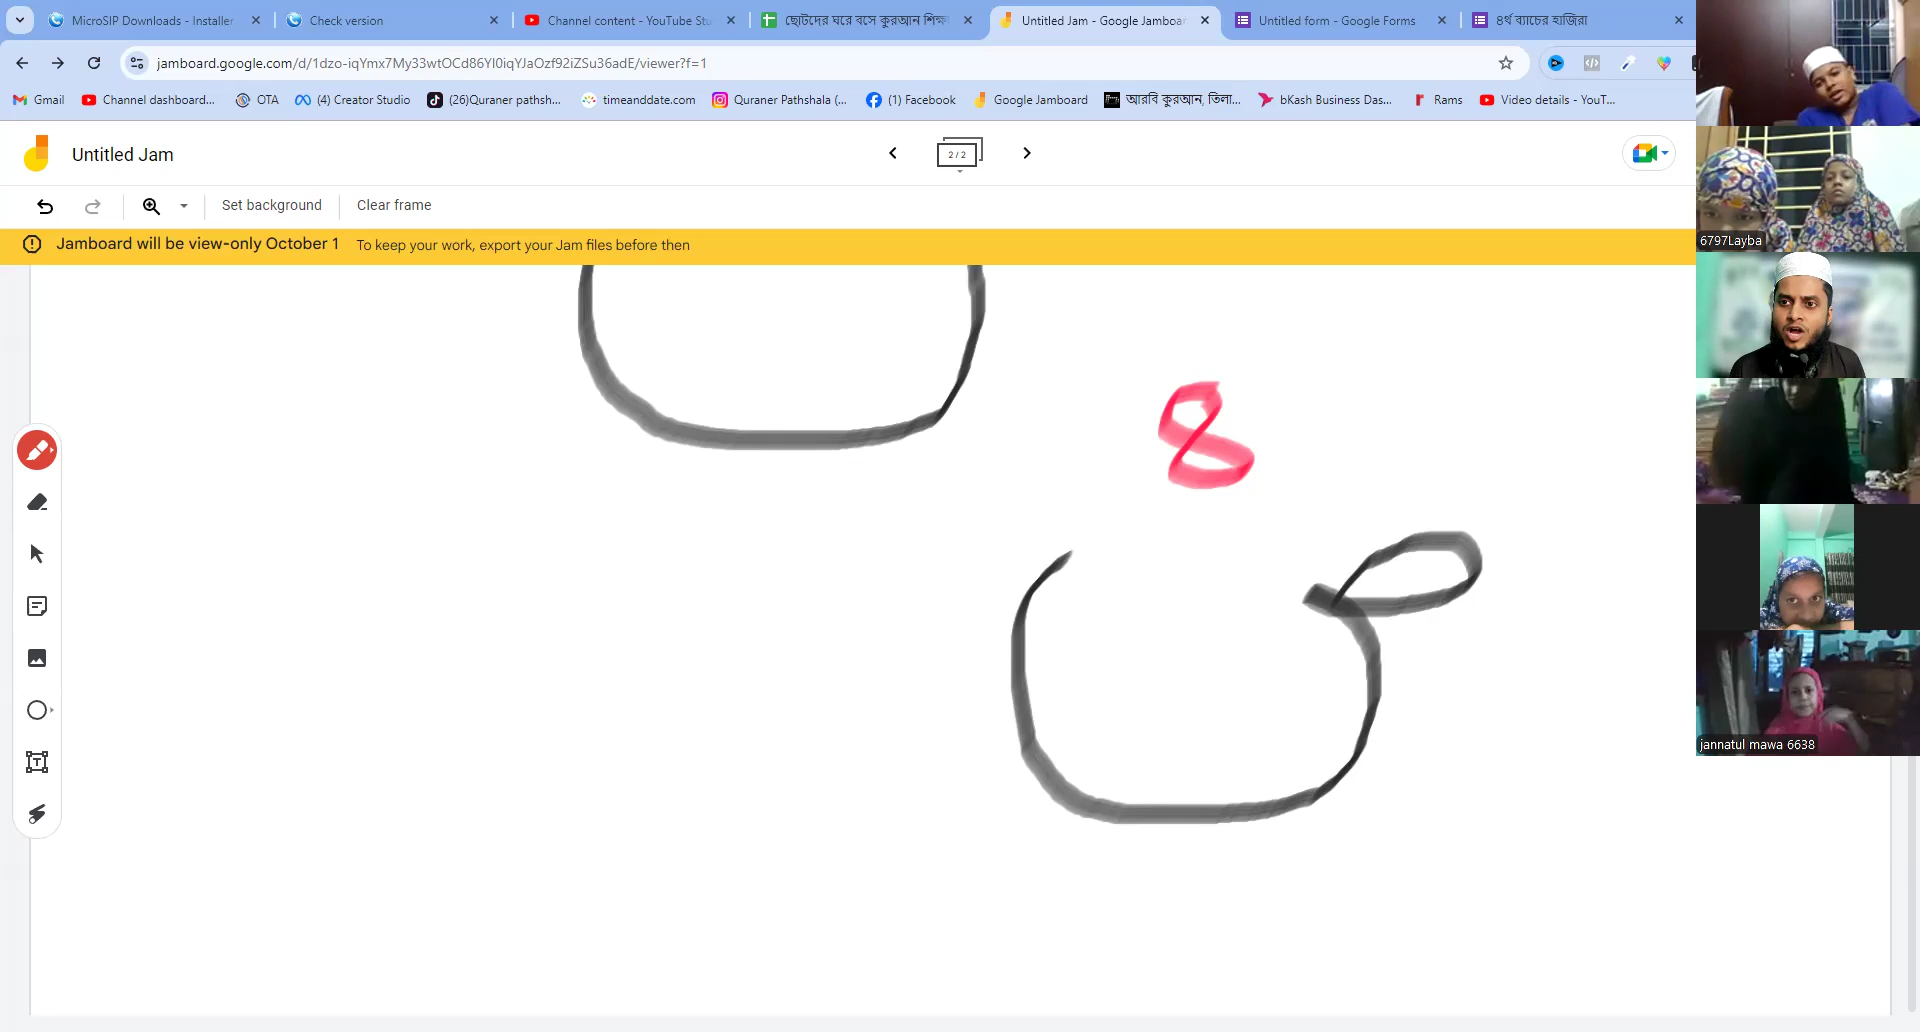 MicroSIP Downloads - Installer
Check version
Channel content - YouTube Stu
ছোটদের ঘরে বসে কুরআন শিক্ষ
Untitled Jam - Google Jamboar
Untitled form - Google Forms
৪র্থ ব্যাচের হাজিরা
jamboard.google.com/d/1dzo-iqYmx7My33wtOCd86Yl0iqYJaOzf92iZSu36adE/viewer?f=1
Gmail
Channel dashboard...
OTA
(4) Creator Studio
(26)Quraner pathsh...
timeanddate.com
Quraner Pathshala (...
(1) Facebook
Google Jamboard
আরবি কুরআন, তিলা...
bKash Business Das...
Rams
Video details - YouT...
Untitled Jam
2 / 2
Set background
Clear frame
Jamboard will be view-only October 1 To keep your work, export your Jam files before then
6797Layba
8
jannatul mawa 6638